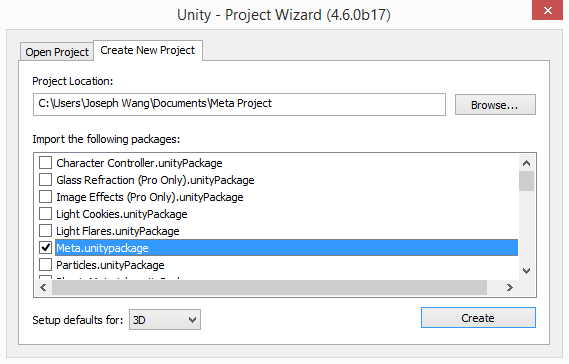 Unity - Project Wizard (4.6.0b17)
Open Project
Create New Project
Project Location:
C:\Users\Joseph Wang\Documents\Meta Project
Browse...
Import the following packages:
Character Controller.unityPackage
Glass Refraction (Pro Only).unityPackage
Image Effects (Pro Only).unityPackage
Light Cookies.unityPackage
Light Flares.unityPackage
Meta.unitypackage
Particles.unityPackage
Setup defaults for:
3D
Create